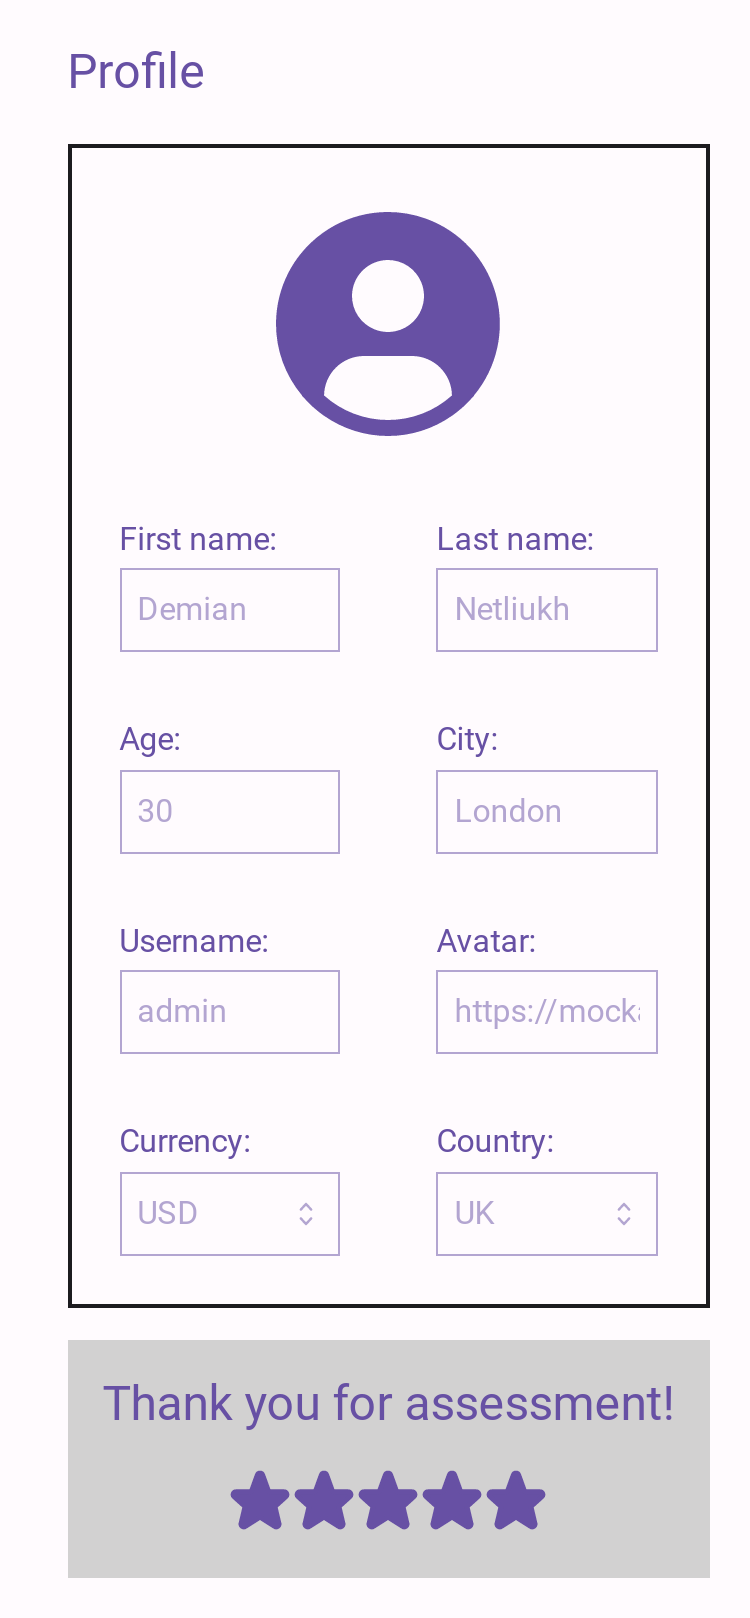 Profile
First name: Last name:
Demian Netliukh
Age: City:
30 London
Username: Avatar:
admin https://mock
Currency: Country:
USD UK
Thank you for assessment!